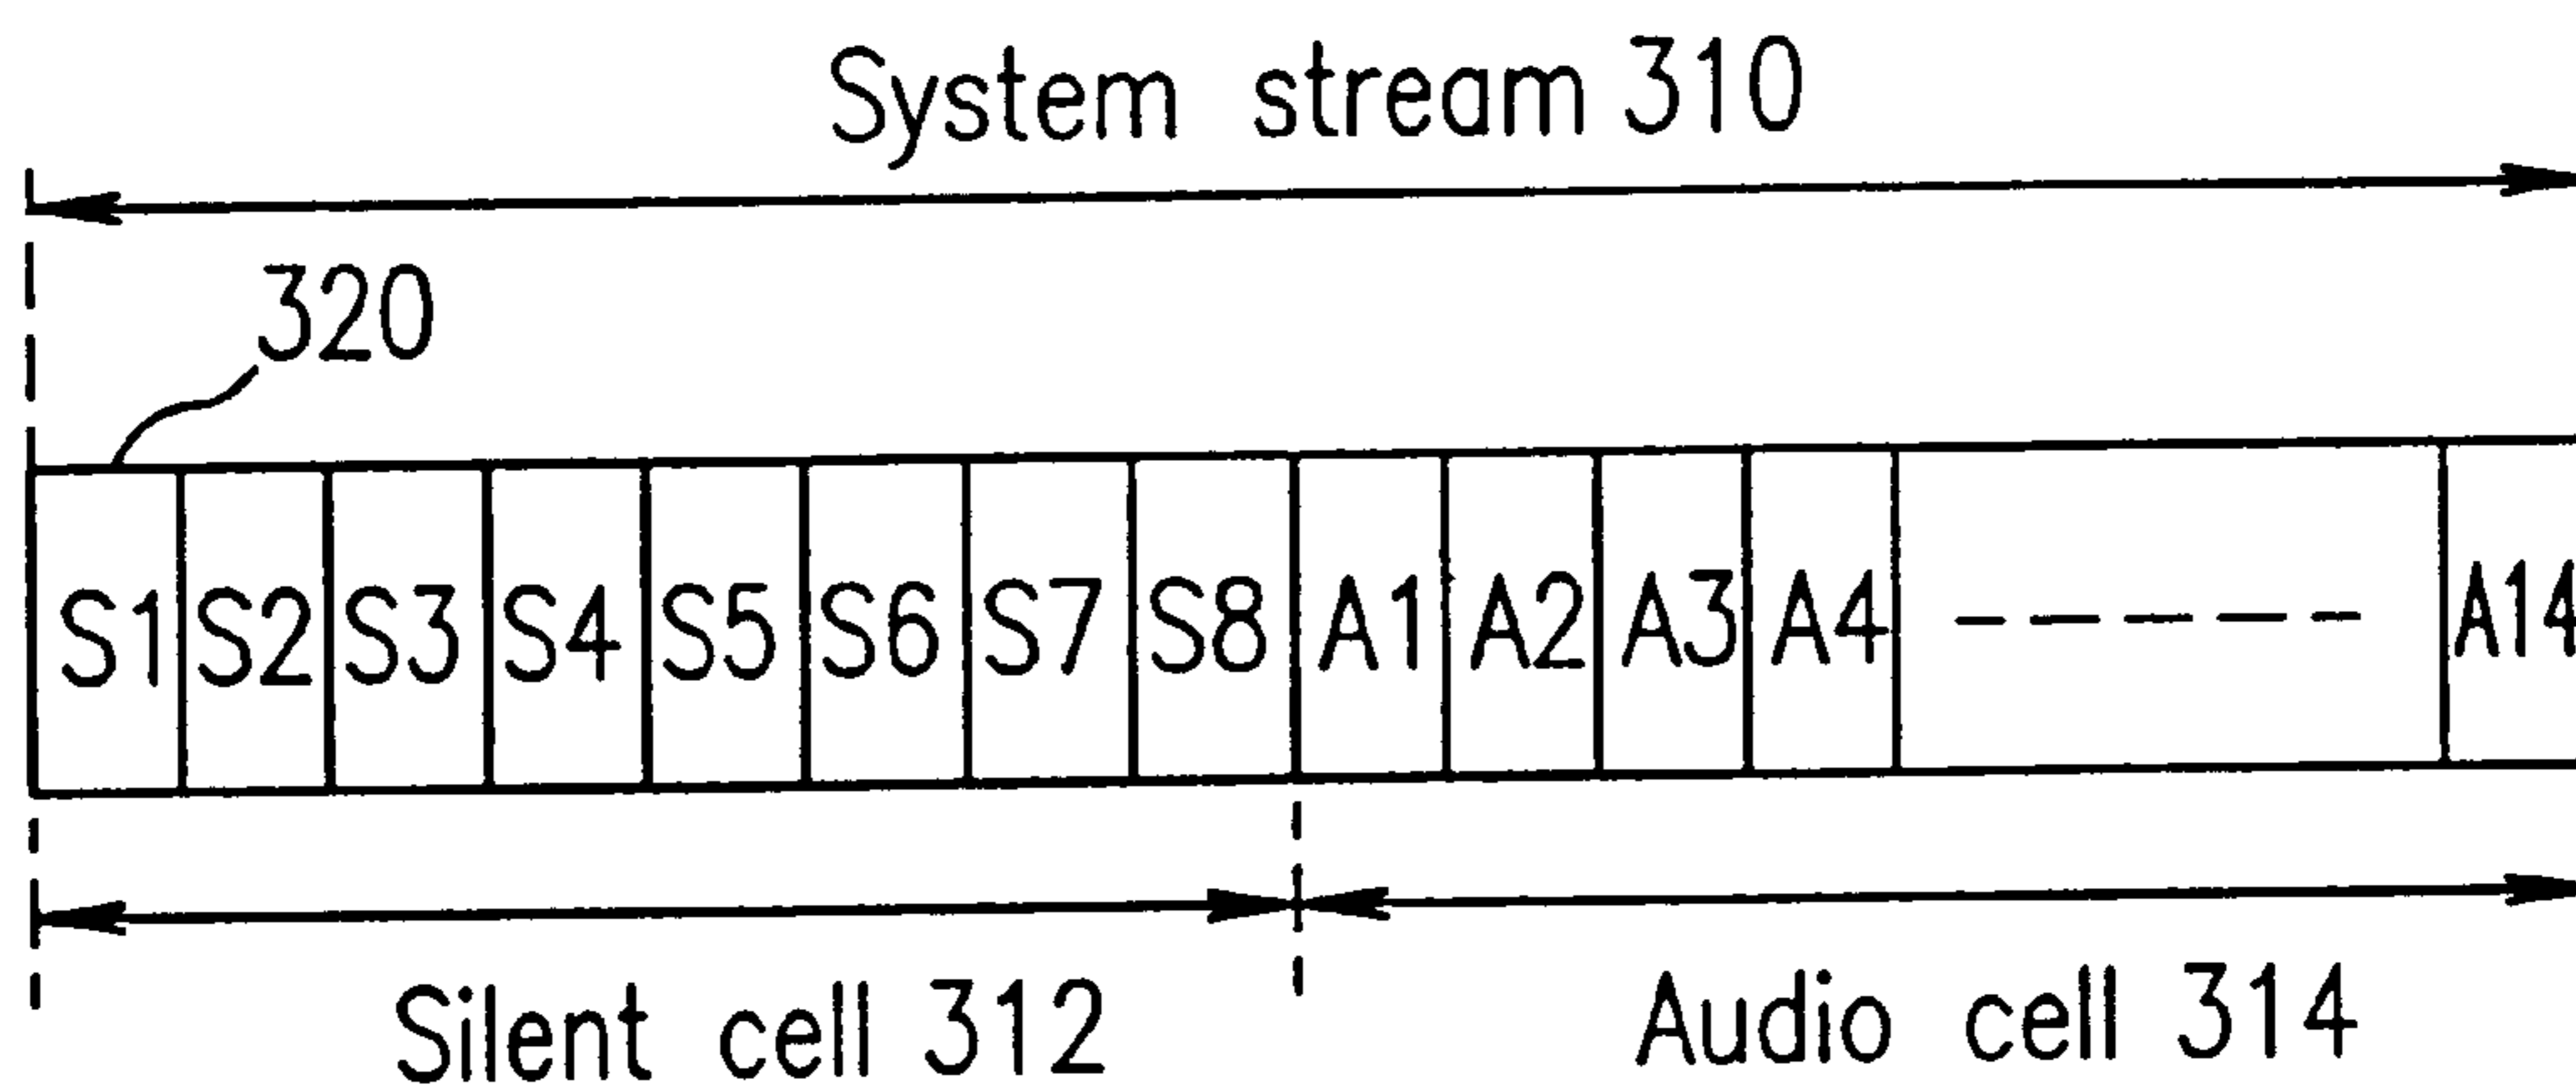 System stream 310
320
S1 S2 S3 S4 S5 S6 S7 S8 A1 A2 A3 A4 ----- A14
Silent cell 312 Audio cell 314